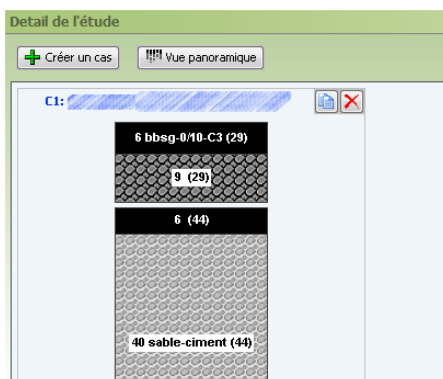 Detail de l'étude
Créer un cas
Vue panoramique
C1:
6 bbsg-0/10-C3 (29)
9 (29)
6 (44)
40 sable-ciment (44)